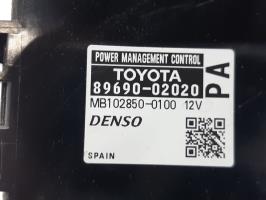 POWER MANAGEMENT CONTROL
TOYOTA
89690-02020
MB102850-0100 12V
DENSO
SPAIN
PA